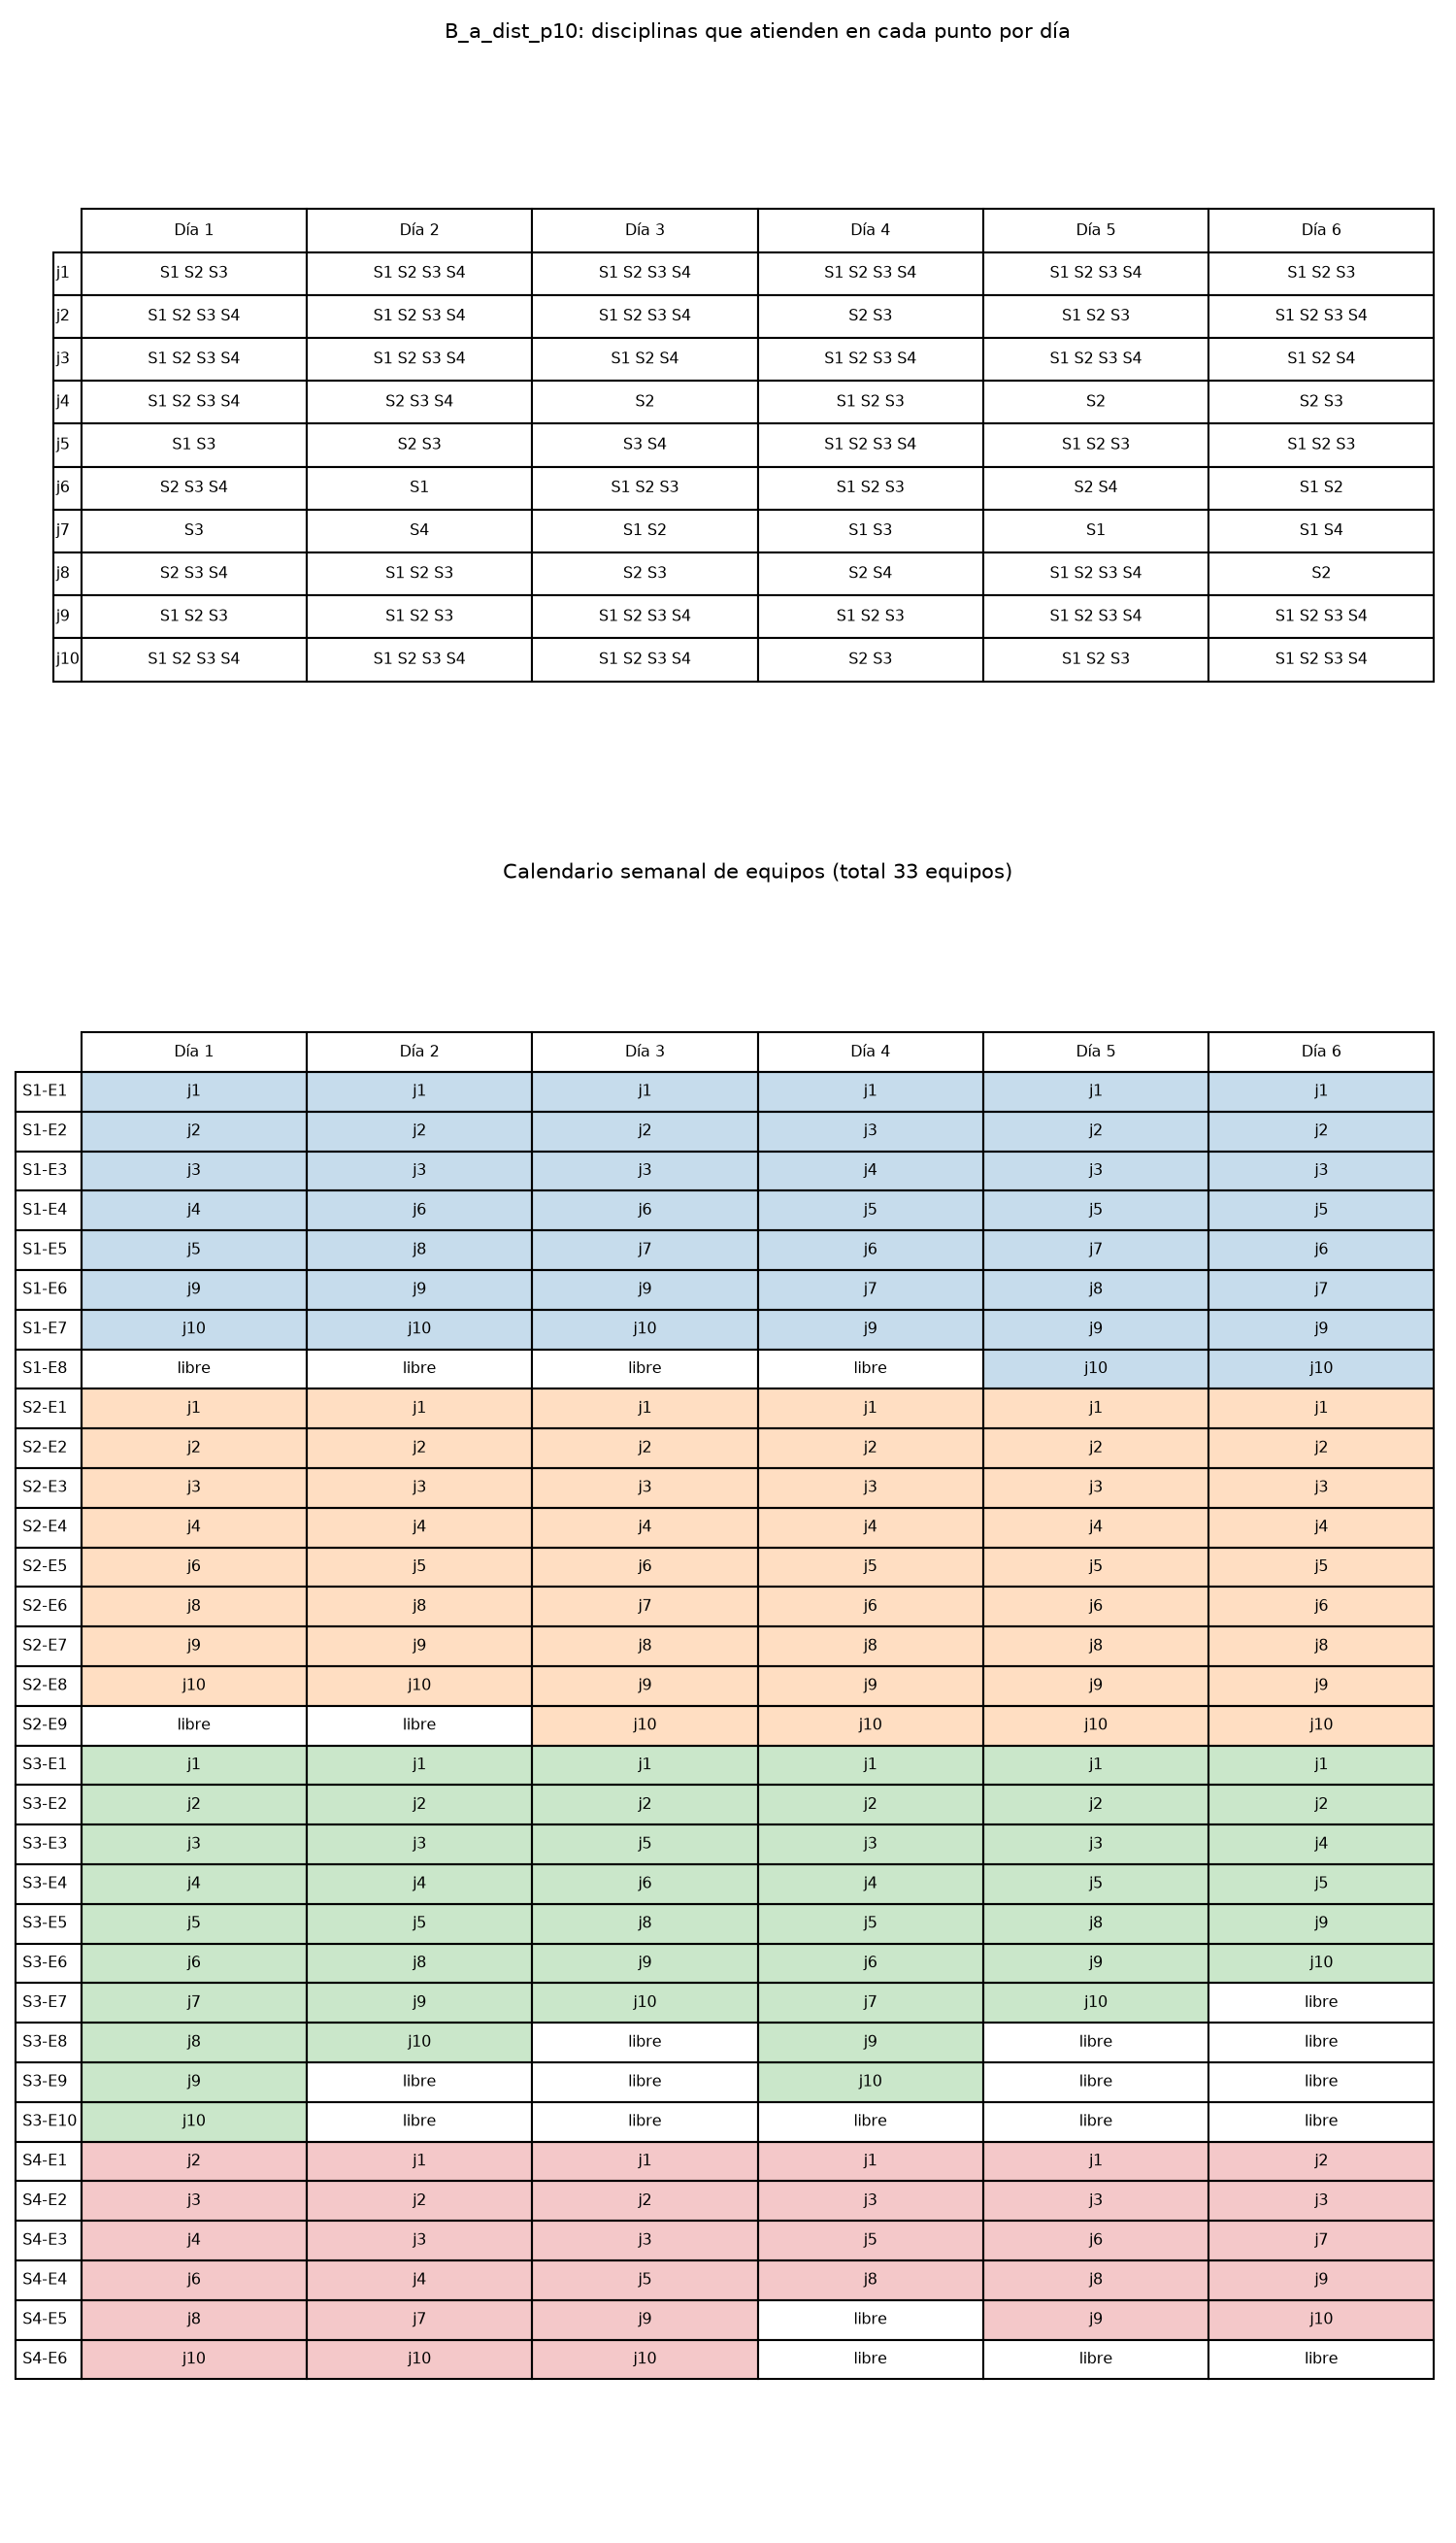 B_a_dist_p10: disciplinas que atienden en cada punto por día
Día 1 Día 2 Día 3 Día 4 Día 5 Día 6
j1 S1 S2 S3 S1 S2 S3 S4 S1 S2 S3 S4 S1 S2 S3 S4 S1 S2 S3 S4 S1 S2 S3
j2 S1 S2 S3 S4 S1 S2 S3 S4 S1 S2 S3 S4 S2 S3 S1 S2 S3 S1 S2 S3 S4
j3 S1 S2 S3 S4 S1 S2 S3 S4 S1 S2 S4 S1 S2 S3 S4 S1 S2 S3 S4 S1 S2 S4
j4 S1 S2 S3 S4 S2 S3 S4 S2 S1 S2 S3 S2 S2 S3
j5 S1 S3 S2 S3 S3 S4 S1 S2 S3 S4 S1 S2 S3 S1 S2 S3
j6 S2 S3 S4 S1 S1 S2 S3 S1 S2 S3 S2 S4 S1 S2
j7 S3 S4 S1 S2 S1 S3 S1 S1 S4
j8 S2 S3 S4 S1 S2 S3 S2 S3 S2 S4 S1 S2 S3 S4 S2
j9 S1 S2 S3 S1 S2 S3 S1 S2 S3 S4 S1 S2 S3 S1 S2 S3 S4 S1 S2 S3 S4
j10 S1 S2 S3 S4 S1 S2 S3 S4 S1 S2 S3 S4 S2 S3 S1 S2 S3 S1 S2 S3 S4
Calendario semanal de equipos (total 33 equipos)
Día 1 Día 2 Día 3 Día 4 Día 5 Día 6
S1-E1 j1 j1 j1 j1 j1 j1
S1-E2 j2 j2 j2 j3 j2 j2
S1-E3 j3 j3 j3 j4 j3 j3
S1-E4 j4 j6 j6 j5 j5 j5
S1-E5 j5 j8 j7 j6 j7 j6
S1-E6 j9 j9 j9 j7 j8 j7
S1-E7 j10 j10 j10 j9 j9 j9
S1-E8 libre libre libre libre j10 j10
S2-E1 j1 j1 j1 j1 j1 j1
S2-E2 j2 j2 j2 j2 j2 j2
S2-E3 j3 j3 j3 j3 j3 j3
S2-E4 j4 j4 j4 j4 j4 j4
S2-E5 j6 j5 j6 j5 j5 j5
S2-E6 j8 j8 j7 j6 j6 j6
S2-E7 j9 j9 j8 j8 j8 j8
S2-E8 j10 j10 j9 j9 j9 j9
S2-E9 libre libre j10 j10 j10 j10
S3-E1 j1 j1 j1 j1 j1 j1
S3-E2 j2 j2 j2 j2 j2 j2
S3-E3 j3 j3 j5 j3 j3 j4
S3-E4 j4 j4 j6 j4 j5 j5
S3-E5 j5 j5 j8 j5 j8 j9
S3-E6 j6 j8 j9 j6 j9 j10
S3-E7 j7 j9 j10 j7 j10 libre
S3-E8 j8 j10 libre j9 libre libre
S3-E9 j9 libre libre j10 libre libre
S3-E10 j10 libre libre libre libre libre
S4-E1 j2 j1 j1 j1 j1 j2
S4-E2 j3 j2 j2 j3 j3 j3
S4-E3 j4 j3 j3 j5 j6 j7
S4-E4 j6 j4 j5 j8 j8 j9
S4-E5 j8 j7 j9 libre j9 j10
S4-E6 j10 j10 j10 libre libre libre